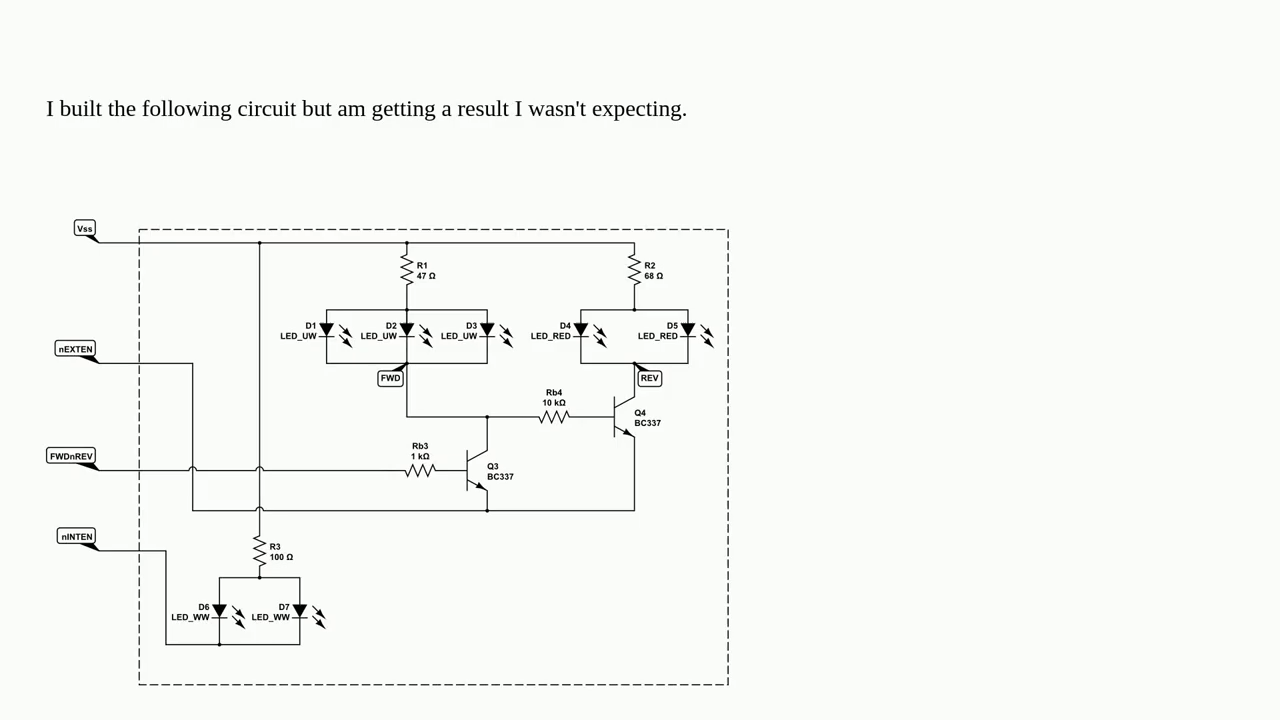 I built the following circuit but am getting a result I wasn't expecting.
Vss
R1
47 Ω
R2
68 Ω
D1
LED_UW
D2
LED_UW
D3
LED_UW
D4
LED_RED
D5
LED_RED
nEXTEN
FWD
REV
Rb4
10 kΩ
Q4
BC337
Rb3
1 kΩ
FWDnREV
Q3
BC337
nINTEN
R3
100 Ω
D6
LED_WW
D7
LED_WW